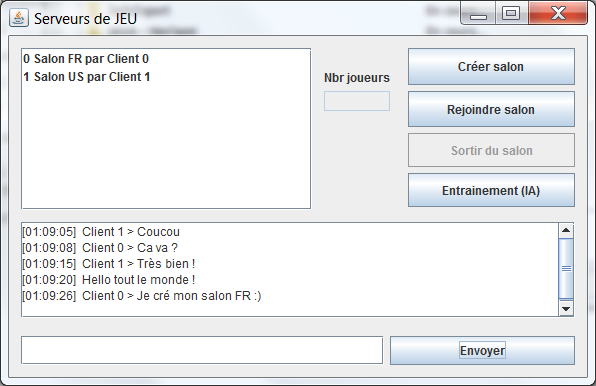 Serveurs de JEU
0 Salon FR par Client 0
1 Salon US par Client 1
Nbr joueurs
Créer salon
Rejoindre salon
Sortir du salon
Entrainement (IA)
[01:09:05] Client 1 > Coucou
[01:09:08] Client 0 > Ca va ?
[01:09:15] Client 1 > Très bien !
[01:09:20] Hello tout le monde !
[01:09:26] Client 0 > Je cré mon salon FR :)
Envoyer